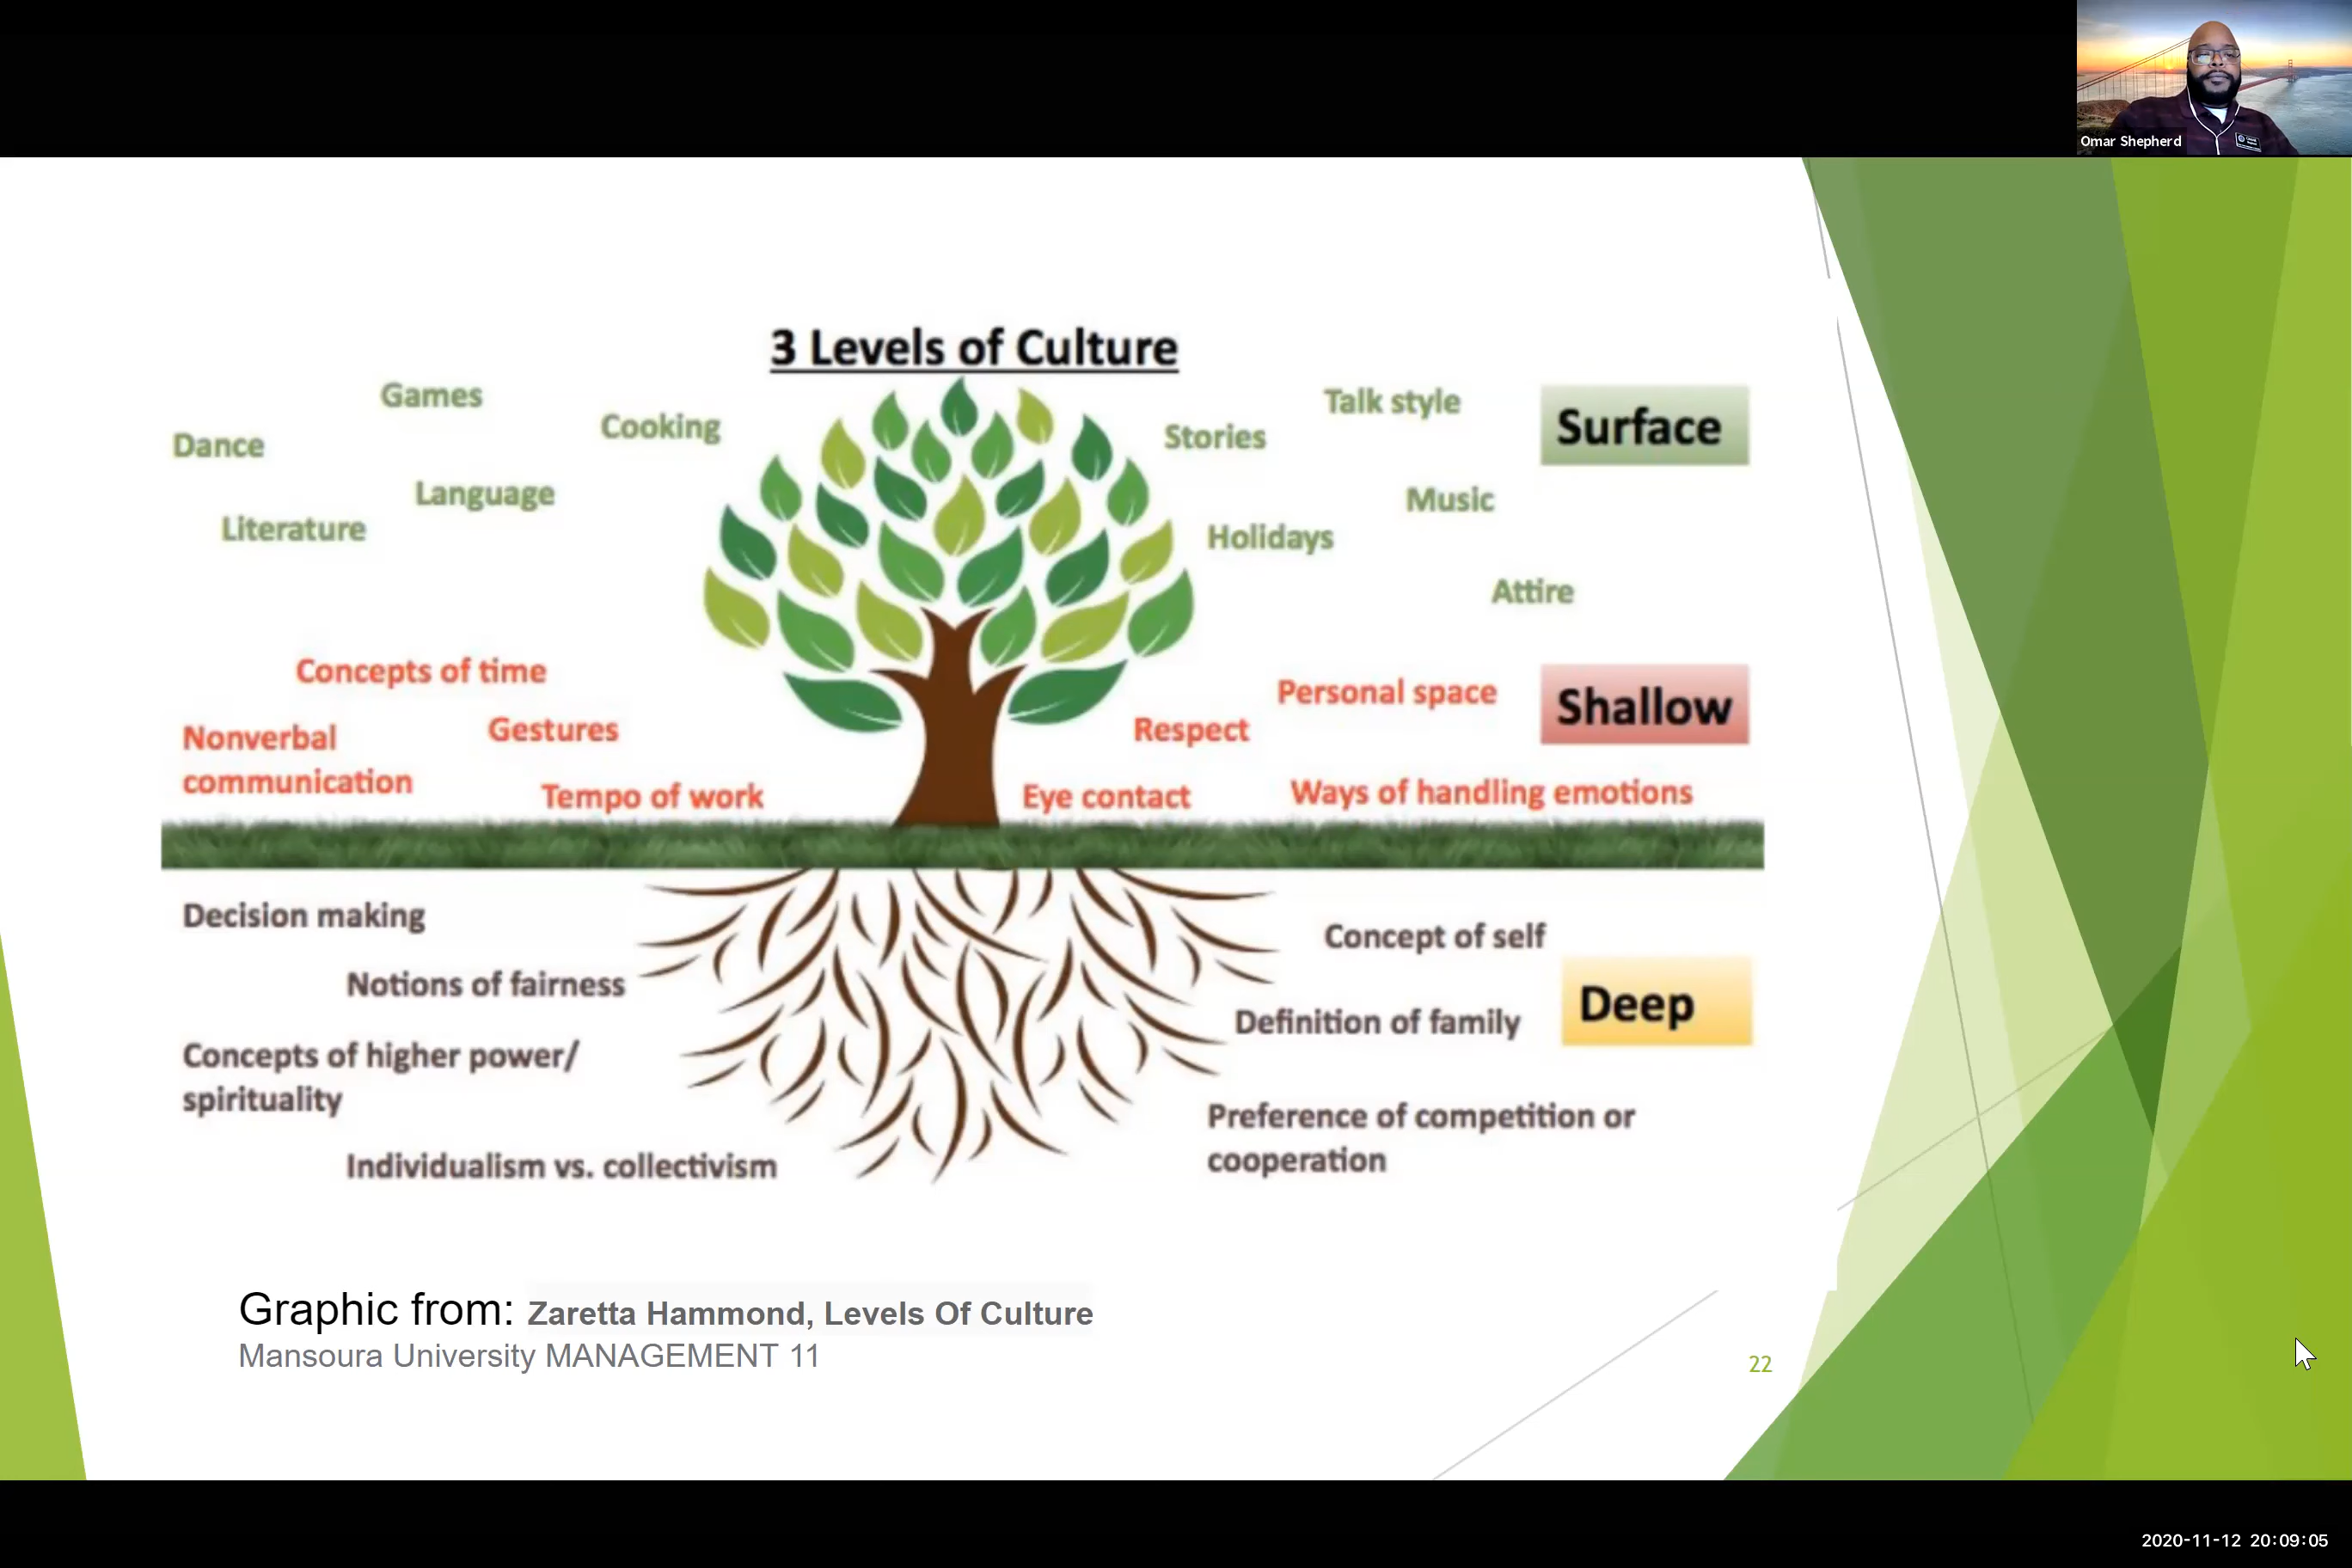 Omar Shepherd
3 Levels of Culture
Games
Cooking
Dance
Language
Literature
Talk style
Stories
Music
Holidays
Attire
Surface
Concepts of time
Nonverbal
communication
Gestures
Tempo of work
Personal space
Respect
Eye contact
Ways of handling emotions
Shallow
Decision making
Notions of fairness
Concepts of higher power/
spirituality
Individualism vs. collectivism
Concept of self
Definition of family
Preference of competition or
cooperation
Deep
Graphic from: Zaretta Hammond, Levels Of Culture
Mansoura University MANAGEMENT 11
22
2020-11-12 20:09:05